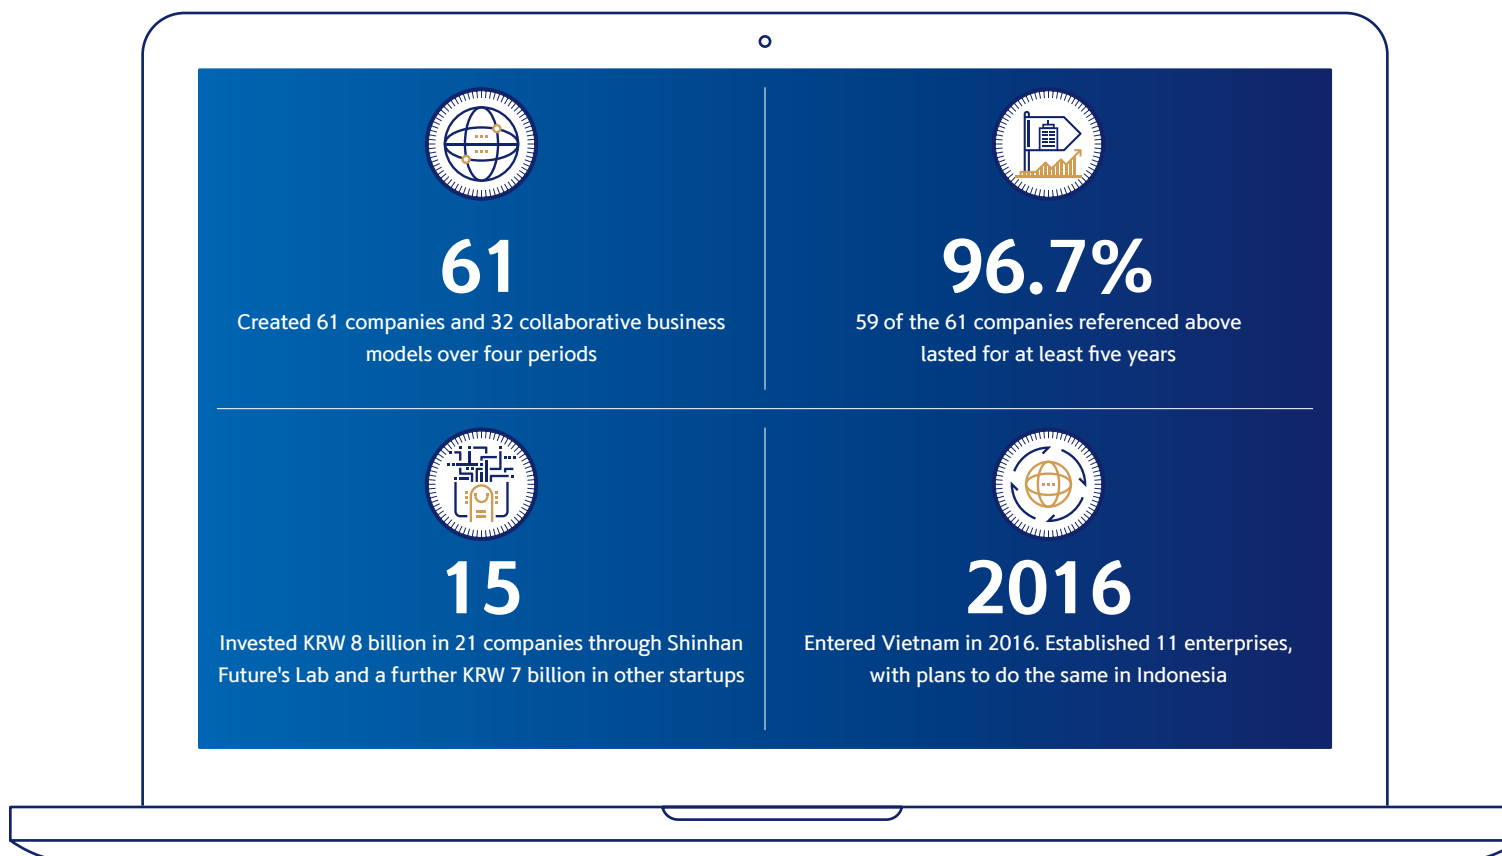 61
Created 61 companies and 32 collaborative business
models over four periods
96.7%
59 of the 61 companies referenced above
lasted for at least five years
15
Invested KRW 8 billion in 21 companies through Shinhan
Future's Lab and a further KRW 7 billion in other startups
2016
Entered Vietnam in 2016. Established 11 enterprises,
with plans to do the same in Indonesia